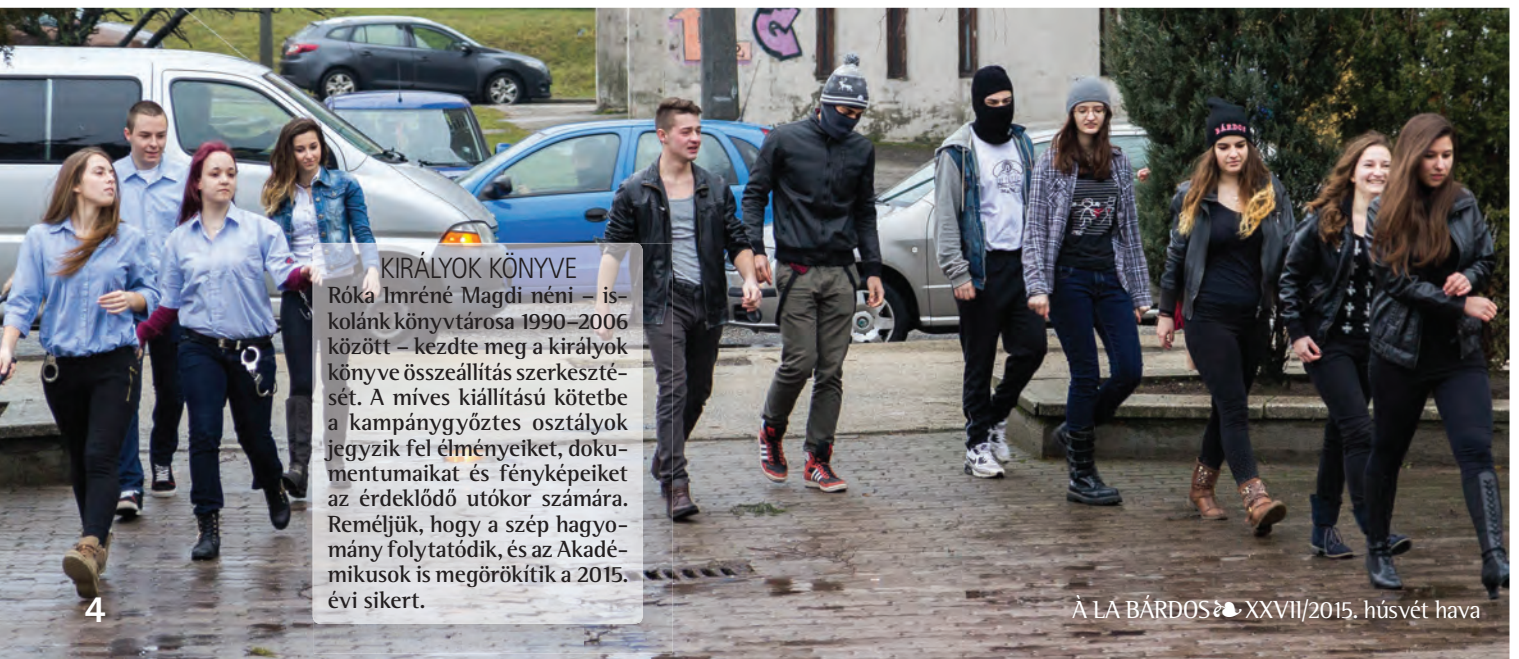 KIRÁLYOK KÖNYVE
Róka Imréné Magdi néni – is-
kolánk könyvtárosa 1990–2006
között – kezdte meg a királyok
könyve összeállítás szerkeszté-
sét. A míves kiállítású kötetbe
a kampánygyőztes osztályok
jegyzik fel élményeiket, doku-
mentumaikat és fényképeiket
az érdeklődő utókor számára.
Reméljük, hogy a szép hagyo-
mány folytatódik, és az Akadé-
mikusok is megörökítik a 2015.
évi sikert.
BÁRDOS
4
À LA BÁRDOS XXVII/2015. húsvét hava